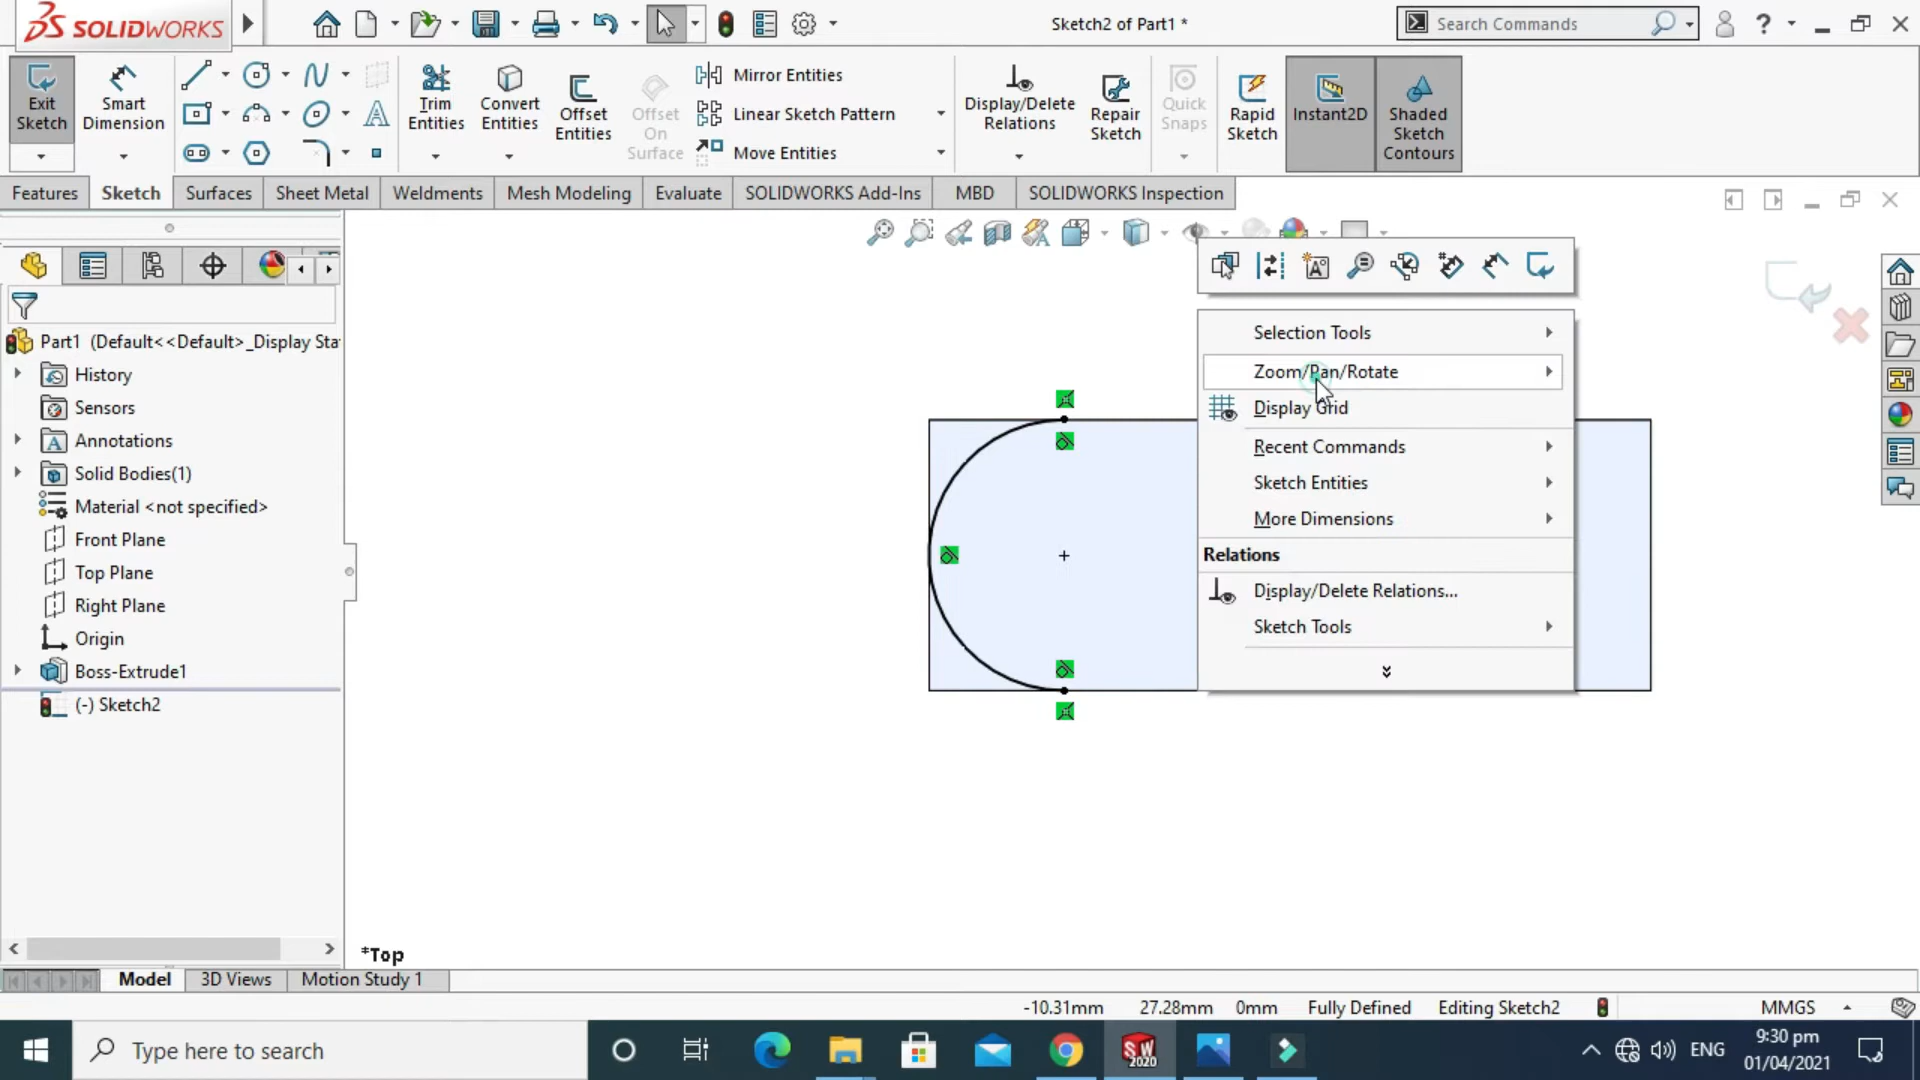 SOLIDWORKS
Sketch2 of Part1 *
Search Commands
Exit Sketch
Smart Dimension
Trim Entities
Convert Entities
Offset Entities
Offset On Surface
Mirror Entities
Linear Sketch Pattern
Move Entities
Display/Delete Relations
Repair Sketch
Quick Snaps
Rapid Sketch
Instant2D
Shaded Sketch Contours
Features
Sketch
Surfaces
Sheet Metal
Weldments
Mesh Modeling
Evaluate
SOLIDWORKS Add-Ins
MBD
SOLIDWORKS Inspection
Part1 (Default<<Default>_Display Sta
History
Sensors
Annotations
Solid Bodies(1)
Material <not specified>
Front Plane
Top Plane
Right Plane
Origin
Boss-Extrude1
(-) Sketch2
Selection Tools
Zoom/Pan/Rotate
Display Grid
Recent Commands
Sketch Entities
More Dimensions
Relations
Display/Delete Relations...
Sketch Tools
*Top
Model
3D Views
Motion Study 1
-10.31mm 27.28mm 0mm Fully Defined Editing Sketch2 MMGS
Type here to search
SW 2020
ENG
9:30 pm
01/04/2021